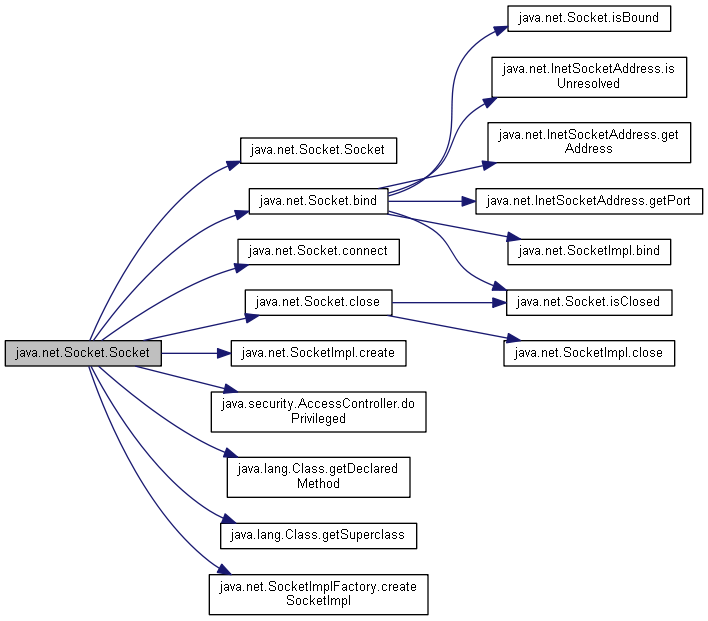 java.net.Socket.isBound
java.net.InetSocketAddress.is
Unresolved
java.net.InetSocketAddress.get
Address
java.net.Socket.Socket
java.net.Socket.bind
java.net.InetSocketAddress.getPort
java.net.Socket.connect
java.net.SocketImpl.bind
java.net.Socket.close
java.net.Socket.isClosed
java.net.Socket.Socket
java.net.SocketImpl.create
java.net.SocketImpl.close
java.security.AccessController.do
Privileged
java.lang.Class.getDeclared
Method
java.lang.Class.getSuperclass
java.net.SocketImplFactory.create
SocketImpl